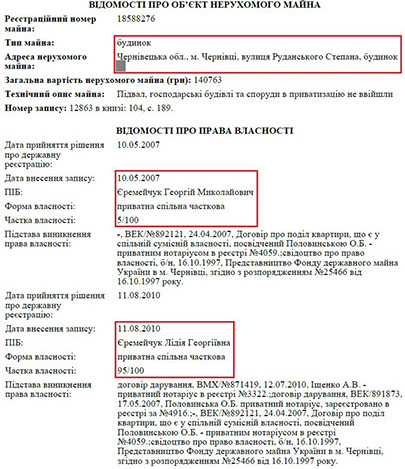 ВІДОМОСТІ ПРО ОБ'ЄКТ НЕРУХОМОГО МАЙНА
Реєстраційний номер майна: 18588276
Тип майна: будинок
Адреса нерухомого майна: Чернівецька обл., м. Чернівці, вулиця Руданського Степана, будинок
Загальна вартість нерухомого майна (грн): 140763
Технічний опис майна: Підвал, господарські будівлі та споруди в приватизацію не ввійшли
Номер запису: 12863 в книзі: 104, с. 189.
ВІДОМОСТІ ПРО ПРАВА ВЛАСНОСТІ
Дата прийняття рішення про державну реєстрацію: 10.05.2007
Дата внесення запису: 10.05.2007
ПІБ: Єремейчук Георгій Миколайович
Форма власності: приватна спільна часткова
Частка власності: 5/100
Підстава виникнення права власності: -, ВЕК/№892121, 24.04.2007, Договір про поділ квартири, що є у
спільній сумісній власності, посвідчений Половинською О.Б. -
приватним нотаріусом в реєстрі №4059.;свідоцтво про право
власності, б/н, 16.10.1997, Представництво Фонду державного майна
України в м. Чернівці, згідно з розпорядженням №25466 від
16.10.1997 року.
Дата прийняття рішення про державну реєстрацію: 11.08.2010
Дата внесення запису: 11.08.2010
ПІБ: Єремейчук Лідія Георгіївна
Форма власності: приватна спільна часткова
Частка власності: 95/100
Підстава виникнення права власності: договір дарування, ВМХ/№871419, 12.07.2010, Іщенко А.В. -
приватний нотаріус в реєстрі №3322.;договір дарування, ВЕК/891873,
17.05.2007, Половинська О.Б. приватний нотаріус, зареєстровано в
реєстрі за №4916.;-, ВЕК/№892121, 24.04.2007, Договір про поділ
квартири, що є у спільній сумісній власності, посвідчений
Половинською О.Б. - приватним нотаріусом в реєстрі
№4059.;свідоцтво про право власності, б/н, 16.10.1997,
Представництво Фонду державного майна України в м. Чернівці,
згідно з розпорядженням №25466 від 16.10.1997 року.